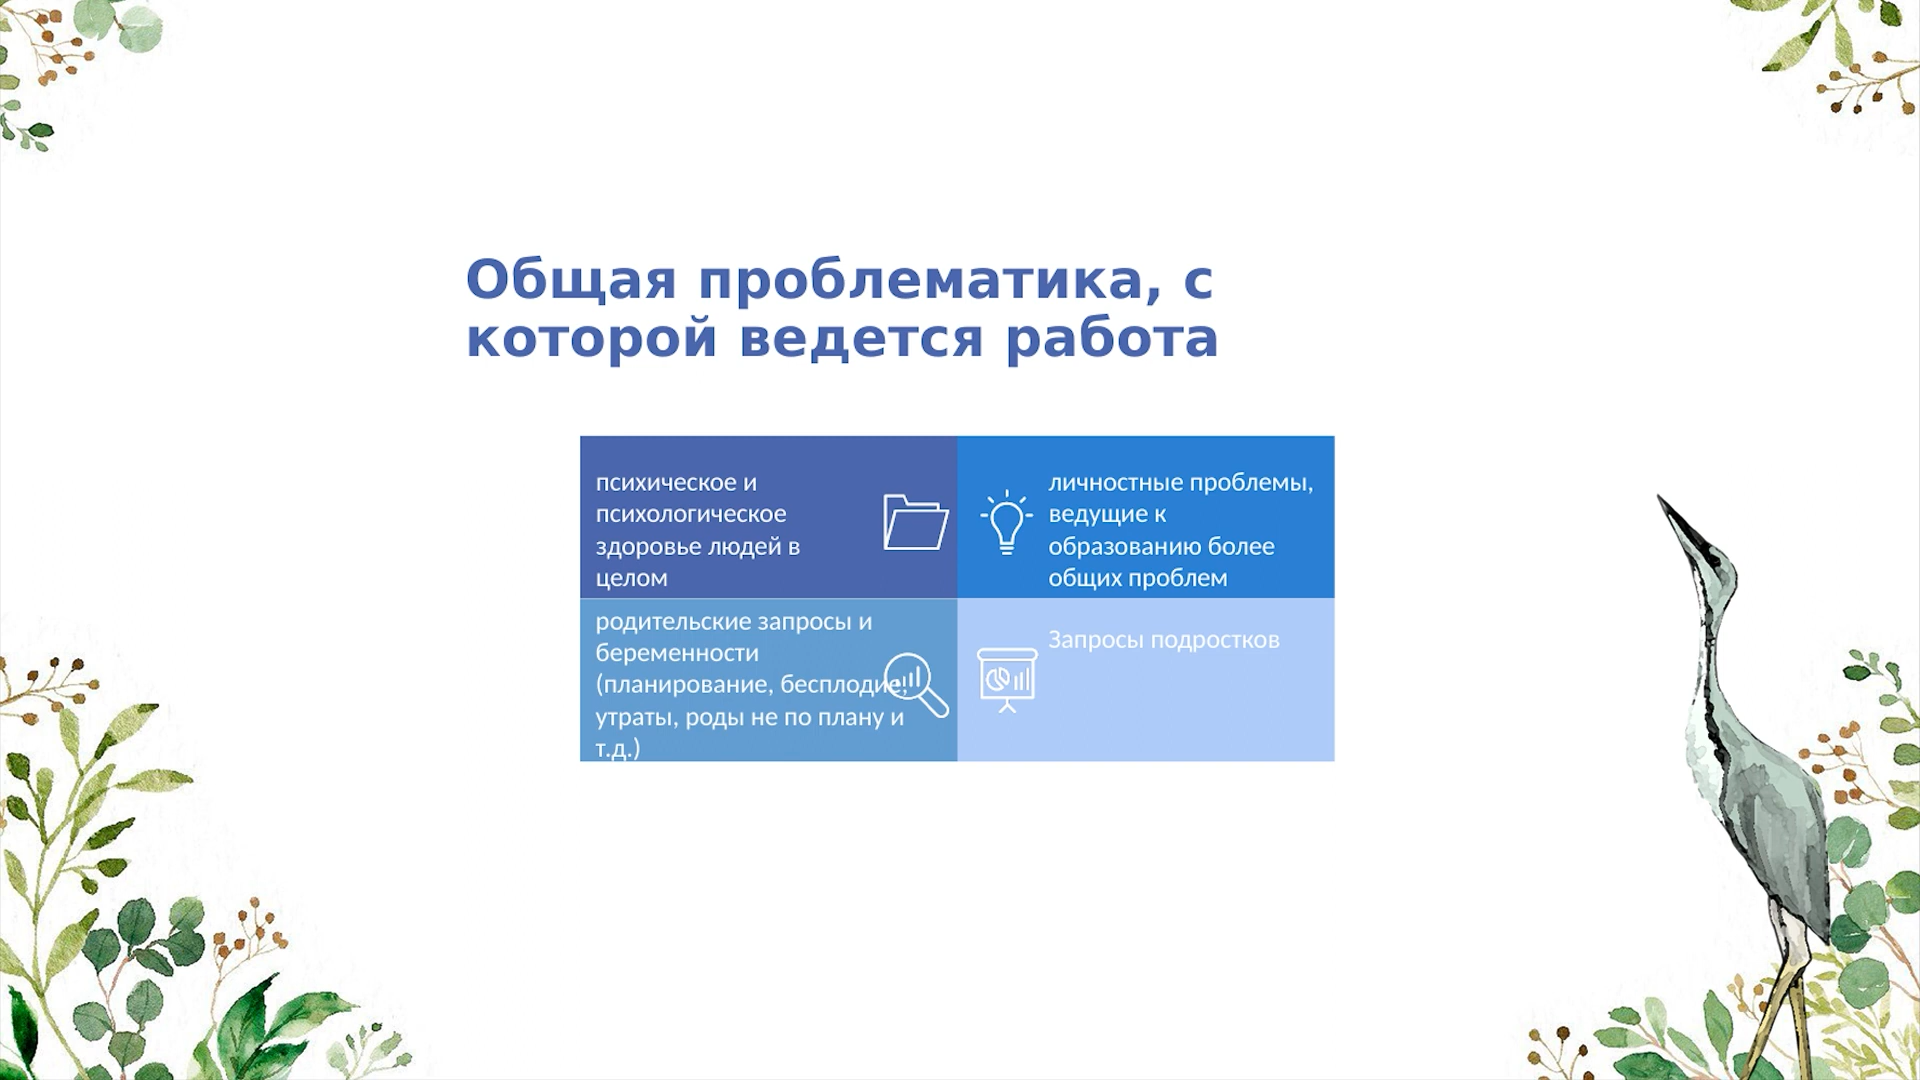 Общая проблематика, с
которой ведется работа
психическое и
психологическое
здоровье людей в
целом
личностные проблемы,
ведущие к
образованию более
общих проблем
родительские запросы и
беременности
(планирование, бесплодие,
утраты, роды не по плану и
т.д.)
Запросы подростков